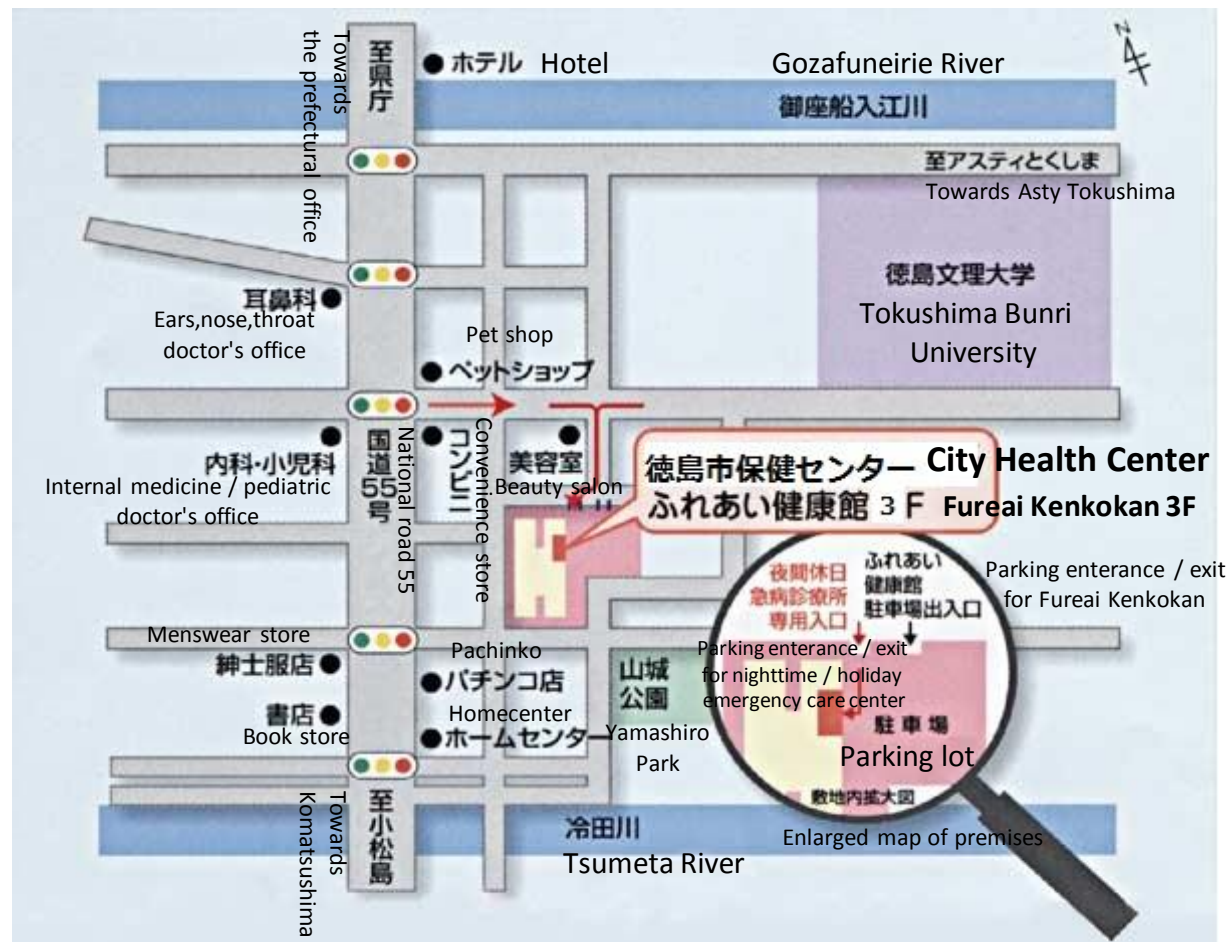 N
至県庁
Towards
the prefectural office
ホテル Hotel
Gozafuneirie River
御座船入江川
至アスティとくしま
Towards Asty Tokushima
徳島文理大学
Tokushima Bunri
University
耳鼻科
Ears,nose,throat
doctor's office
Pet shop
ペットショップ
内科・小児科
Internal medicine / pediatric
doctor's office
国道55号
National road 55
コンビニ
Convenience store
美容室
Beauty salon
徳島市保健センター City Health Center
ふれあい健康館 3F Fureai Kenkokan 3F
夜間休日
急病診療所
専用入口
ふれあい
健康館
駐車場出入口
Parking enterance / exit
for Fureai Kenkokan
Parking enterance / exit
for nighttime / holiday
emergency care center
駐車場
Parking lot
敷地内拡大図
Enlarged map of premises
Menswear store
紳士服店
書店
Book store
Pachinko
パチンコ店
Homecenter
ホームセンター
山城
公園
Yamashiro
Park
至小松島
Towards
Komatsushima
冷田川
Tsumeta River